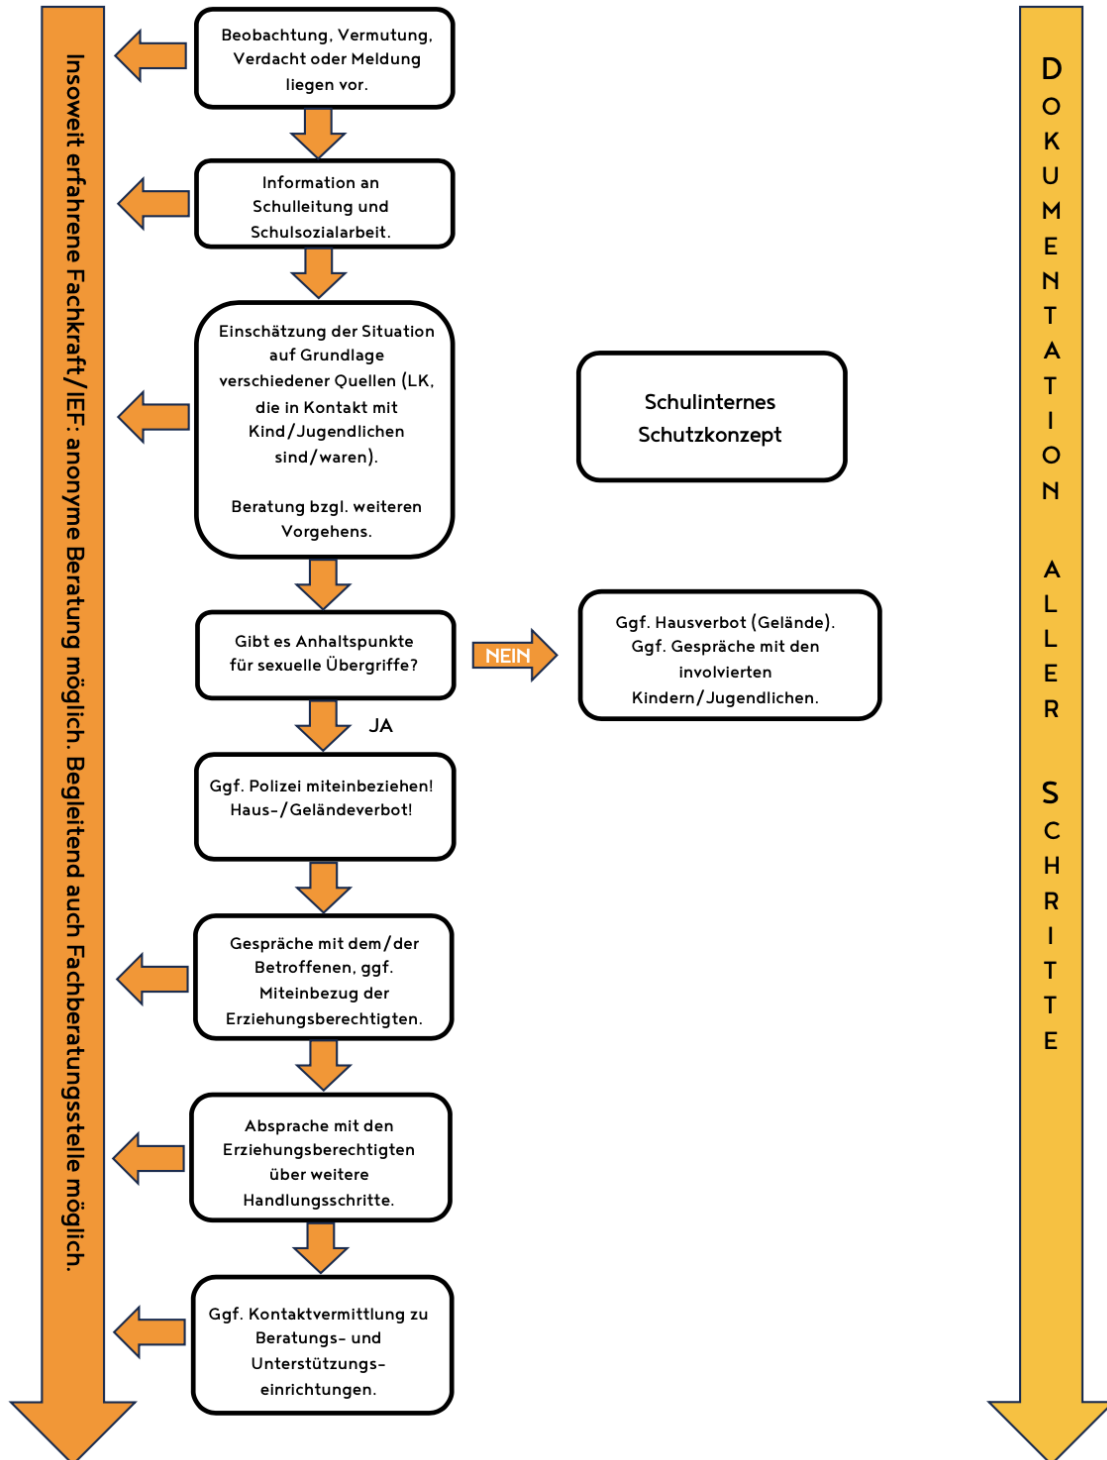 Insoweit erfahrene Fachkraft/IEF: anonyme Beratung möglich. Begleitend auch Fachberatungsstelle möglich.
Beobachtung, Vermutung,
Verdacht oder Meldung
liegen vor.
Information an
Schulleitung und
Schulsozialarbeit.
Einschätzung der Situation
auf Grundlage
verschiedener Quellen (LK,
die in Kontakt mit
Kind/Jugendlichen
sind/waren).
Beratung bzgl. weiteren
Vorgehens.
Schulinternes
Schutzkonzept
Gibt es Anhaltspunkte
für sexuelle Übergriffe?
NEIN
Ggf. Hausverbot (Gelände).
Ggf. Gespräche mit den
involvierten
Kindern/Jugendlichen.
JA
Ggf. Polizei miteinbeziehen!
Haus-/Geländeverbot!
Gespräche mit dem/der
Betroffenen, ggf.
Miteinbezug der
Erziehungsberechtigten.
Absprache mit den
Erziehungsberechtigten
über weitere
Handlungsschritte.
Ggf. Kontaktvermittlung zu
Beratungs- und
Unterstützungs-
einrichtungen.
DOKUMENTATION ALLER SCHRITTE